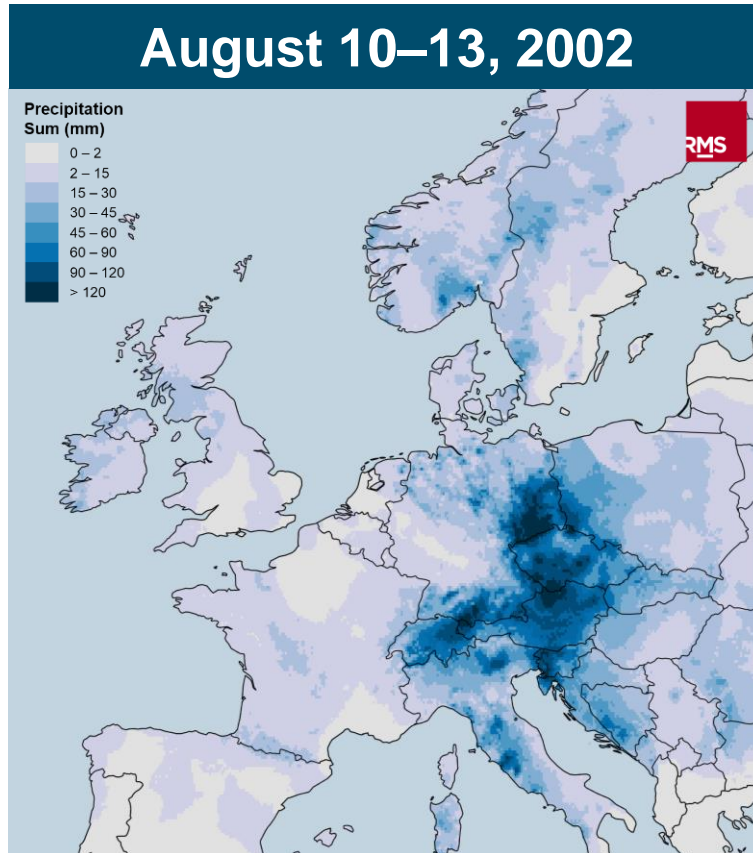 August 10–13, 2002
Precipitation
Sum (mm)
0 – 2
2 – 15
15 – 30
30 – 45
45 – 60
60 – 90
90 – 120
> 120
RMS